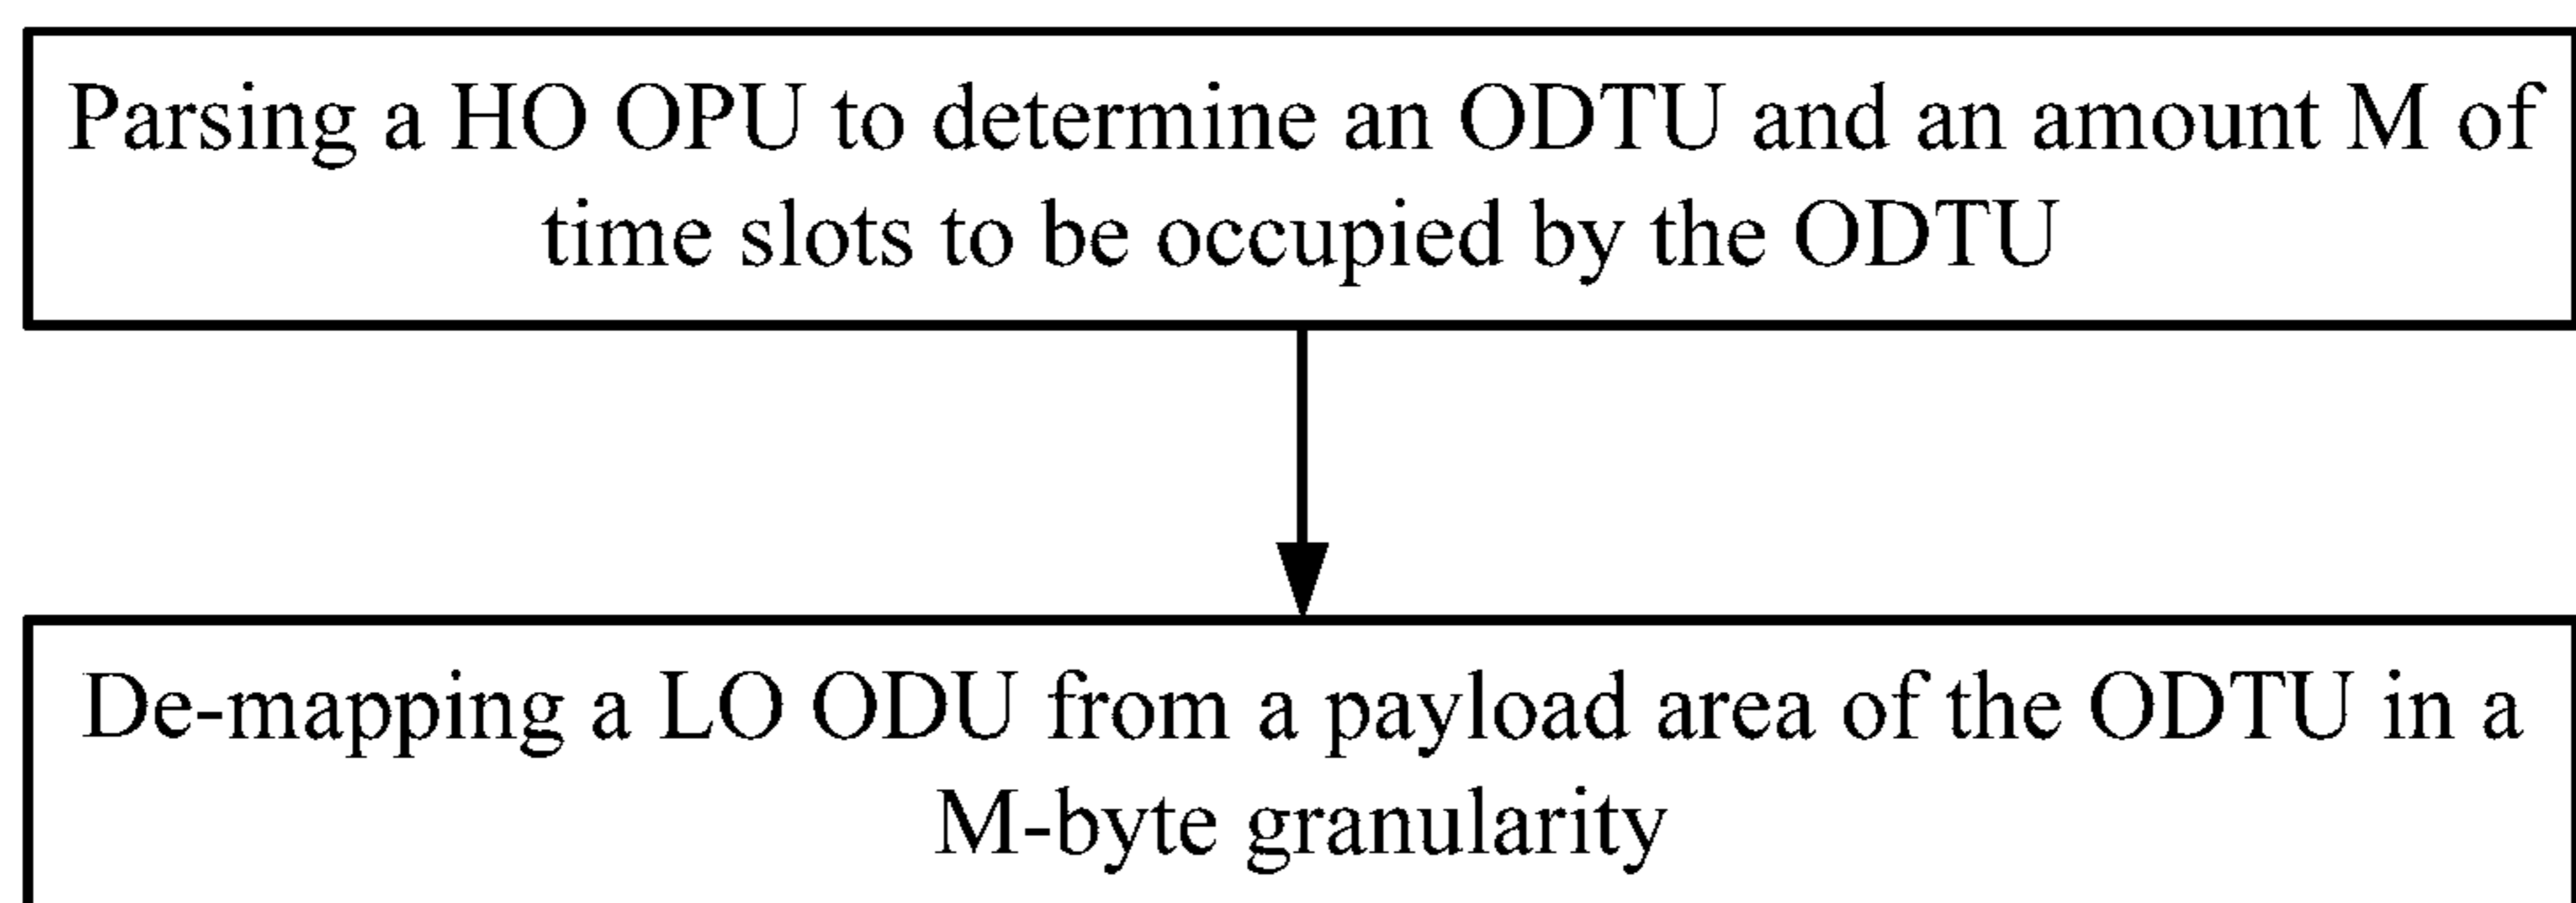 Parsing a HO OPU to determine an ODTU and an amount M of
time slots to be occupied by the ODTU
De-mapping a LO ODU from a payload area of the ODTU in a
M-byte granularity